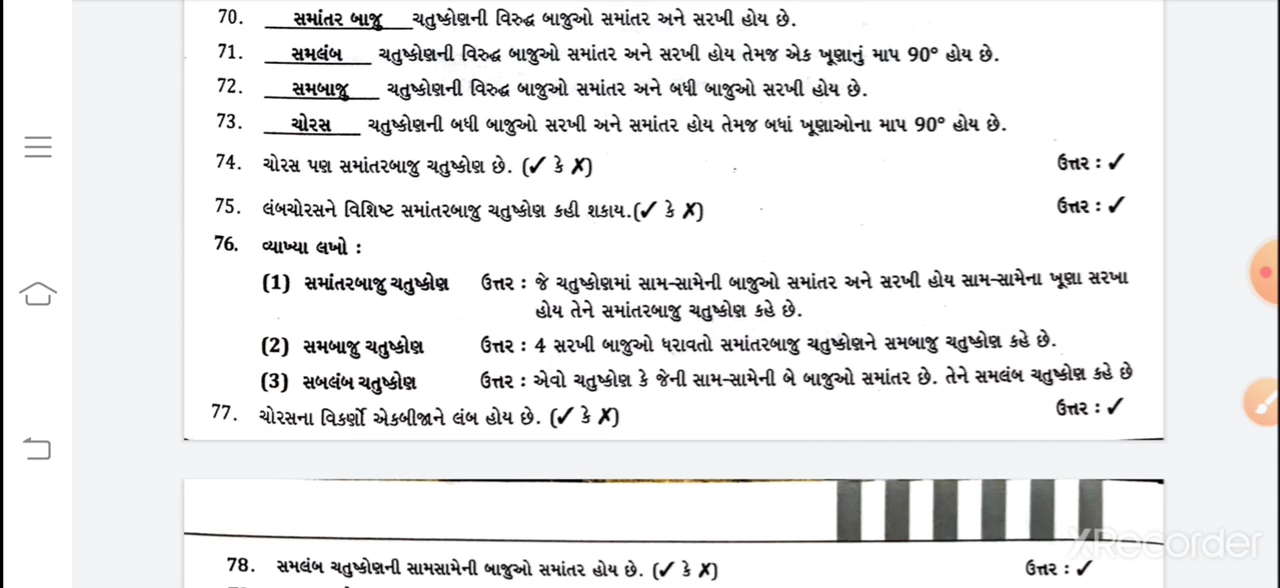 70. સમાંતર બાજુ ચતુષ્કોણની વિરુદ્ધ બાજુઓ સમાંતર અને સરખી હોય છે.
71. સમલંબ ચતુષ્કોણની વિરુદ્ધ બાજુઓ સમાંતર અને સરખી હોય તેમજ એક ખૂણાનું માપ 90° હોય છે.
72. સમબાજુ ચતુષ્કોણની વિરુદ્ધ બાજુઓ સમાંતર અને બધી બાજુઓ સરખી હોય છે.
73. ચોરસ ચતુષ્કોણની બધી બાજુઓ સરખી અને સમાંતર હોય તેમજ બધાં ખૂણાઓના માપ 90° હોય છે.
74. ચોરસ પણ સમાંતરબાજુ ચતુષ્કોણ છે. (✓ કે ✗) ઉત્તર : ✓
75. લંબચોરસને વિશિષ્ટ સમાંતરબાજુ ચતુષ્કોણ કહી શકાય.(✓ કે ✗) ઉત્તર : ✓
76. વ્યાખ્યા લખો :
(1) સમાંતરબાજુ ચતુષ્કોણ ઉત્તર : જે ચતુષ્કોણમાં સામ-સામેની બાજુઓ સમાંતર અને સરખી હોય સામ-સામેના ખૂણા સરખા
હોય તેને સમાંતરબાજુ ચતુષ્કોણ કહે છે.
(2) સમબાજુ ચતુષ્કોણ ઉત્તર : 4 સરખી બાજુઓ ધરાવતો સમાંતરબાજુ ચતુષ્કોણને સમબાજુ ચતુષ્કોણ કહે છે.
(3) સબલંબ ચતુષ્કોણ ઉત્તર : એવો ચતુષ્કોણ કે જેની સામ-સામેની બે બાજુઓ સમાંતર છે. તેને સમલંબ ચતુષ્કોણ કહે છે
77. ચોરસના વિકર્ણો એકબીજાને લંબ હોય છે. (✓ કે ✗) ઉત્તર : ✓
XRecorder
78. સમલંબ ચતુષ્કોણની સામસામેની બાજુઓ સમાંતર હોય છે. (✓ કે ✗) ઉત્તર : ✓